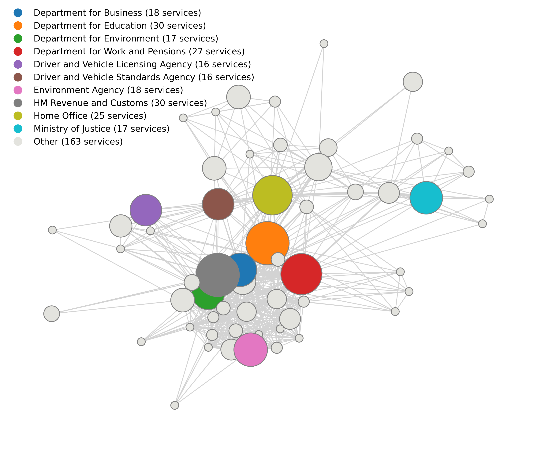 Department for Business (18 services)
Department for Education (30 services)
Department for Environment (17 services)
Department for Work and Pensions (27 services)
Driver and Vehicle Licensing Agency (16 services)
Driver and Vehicle Standards Agency (16 services)
Environment Agency (18 services)
HM Revenue and Customs (30 services)
Home Office (25 services)
Ministry of Justice (17 services)
Other (163 services)